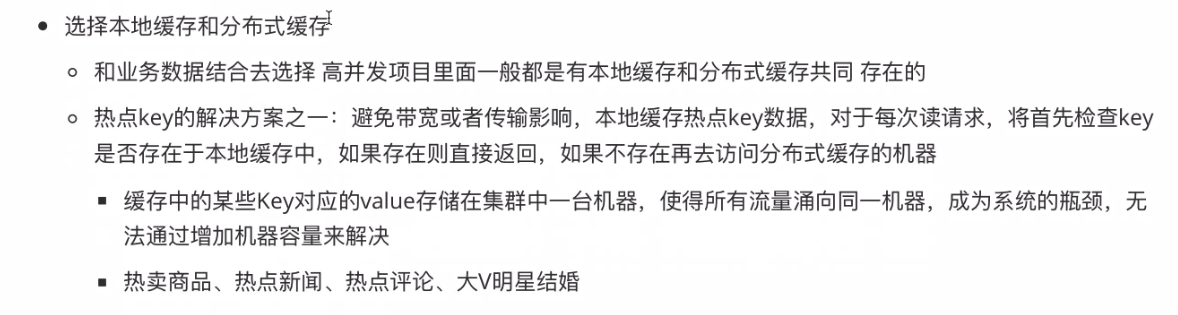 选择本地缓存和分布式缓存
和业务数据结合去选择 高并发项目里面一般都是有本地缓存和分布式缓存共同 存在的
热点key的解决方案之一：避免带宽或者传输影响，本地缓存热点key数据，对于每次读请求，将首先检查key
是否存在于本地缓存中，如果存在则直接返回，如果不存在再去访问分布式缓存的机器
缓存中的某些Key对应的value存储在集群中一台机器，使得所有流量涌向同一机器，成为系统的瓶颈，无
法通过增加机器容量来解决
热卖商品、热点新闻、热点评论、大V明星结婚